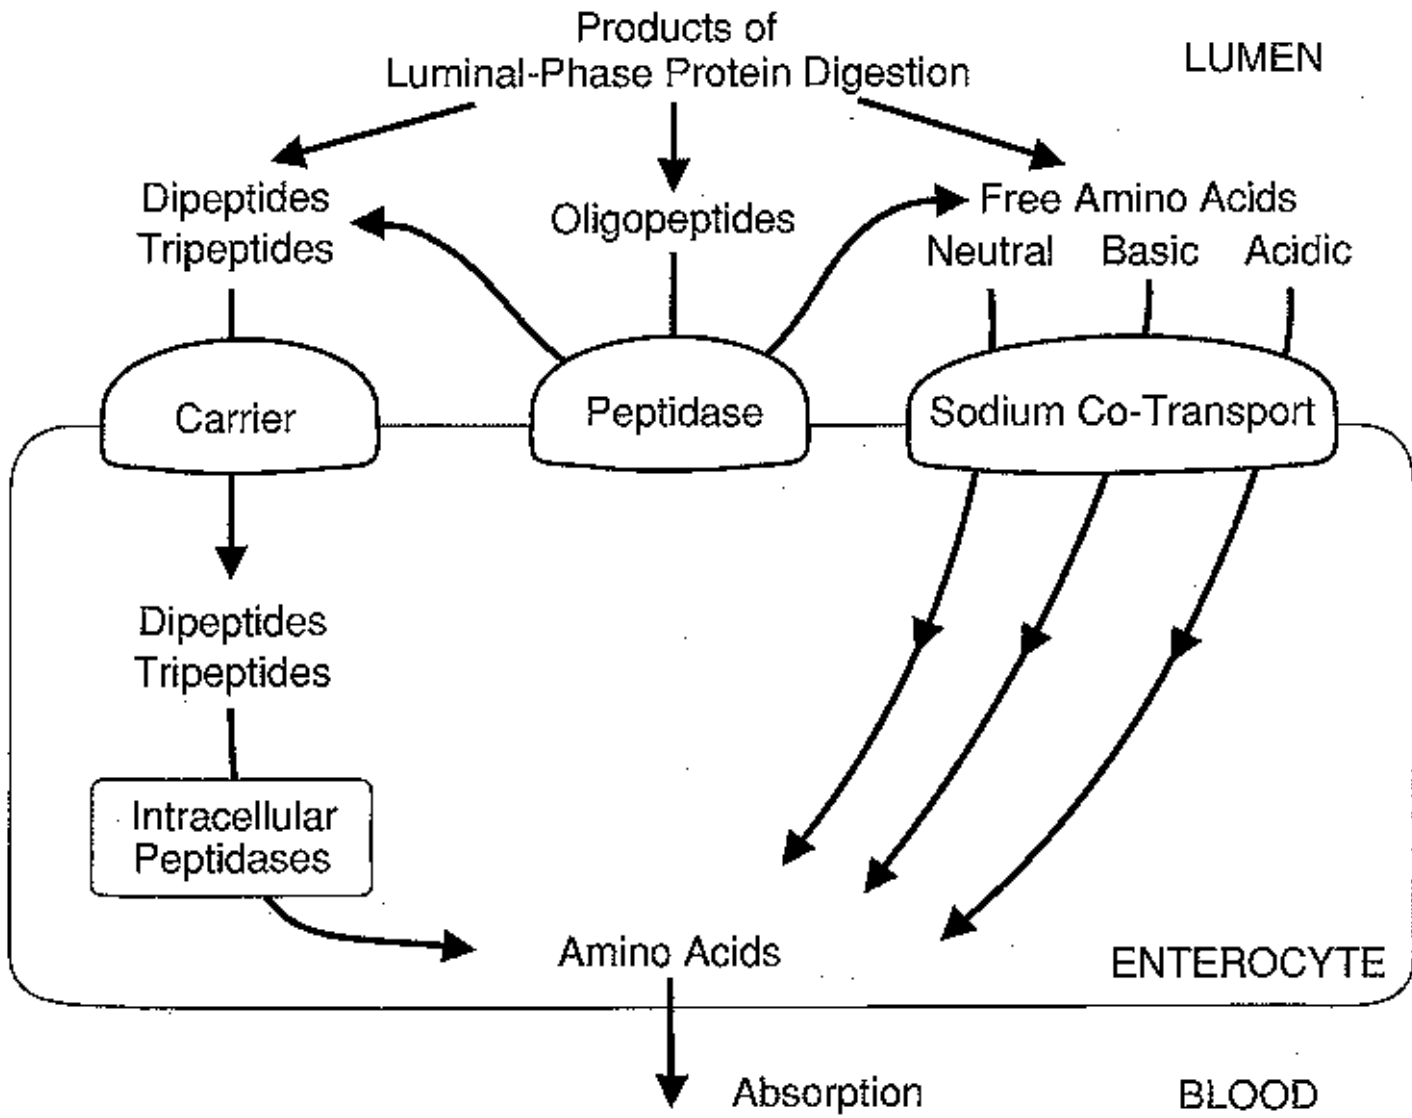 Products of
Luminal-Phase Protein Digestion
LUMEN
Dipeptides
Tripeptides
Oligopeptides
Free Amino Acids
Neutral Basic Acidic
Carrier
Peptidase
Sodium Co-Transport
Dipeptides
Tripeptides
Intracellular
Peptidases
Amino Acids
ENTEROCYTE
Absorption
BLOOD